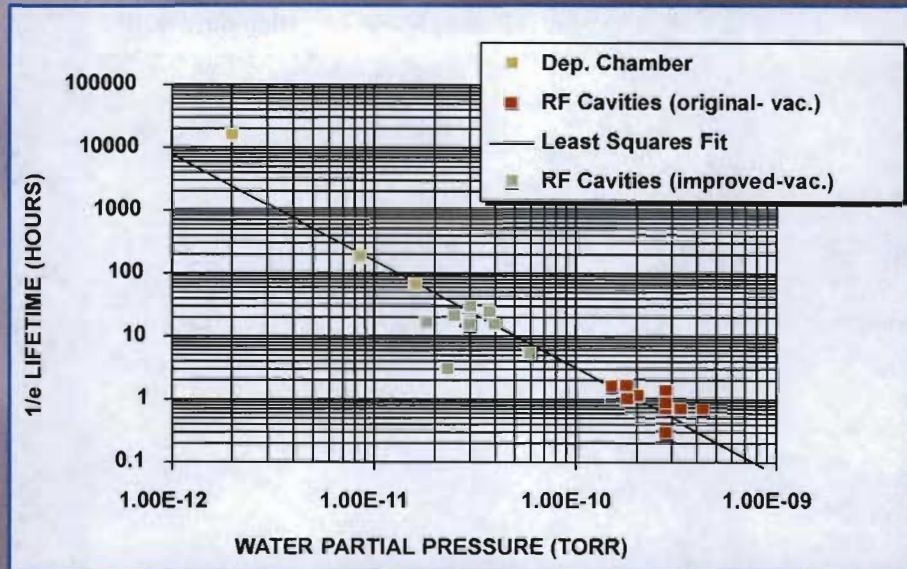 Dep. Chamber
RF Cavities (original- vac.)
Least Squares Fit
RF Cavities (improved-vac.)
100000
10000
1000
100
10
1
0.1
1/e LIFETIME (HOURS)
1.00E-12 1.00E-11 1.00E-10 1.00E-09
WATER PARTIAL PRESSURE (TORR)